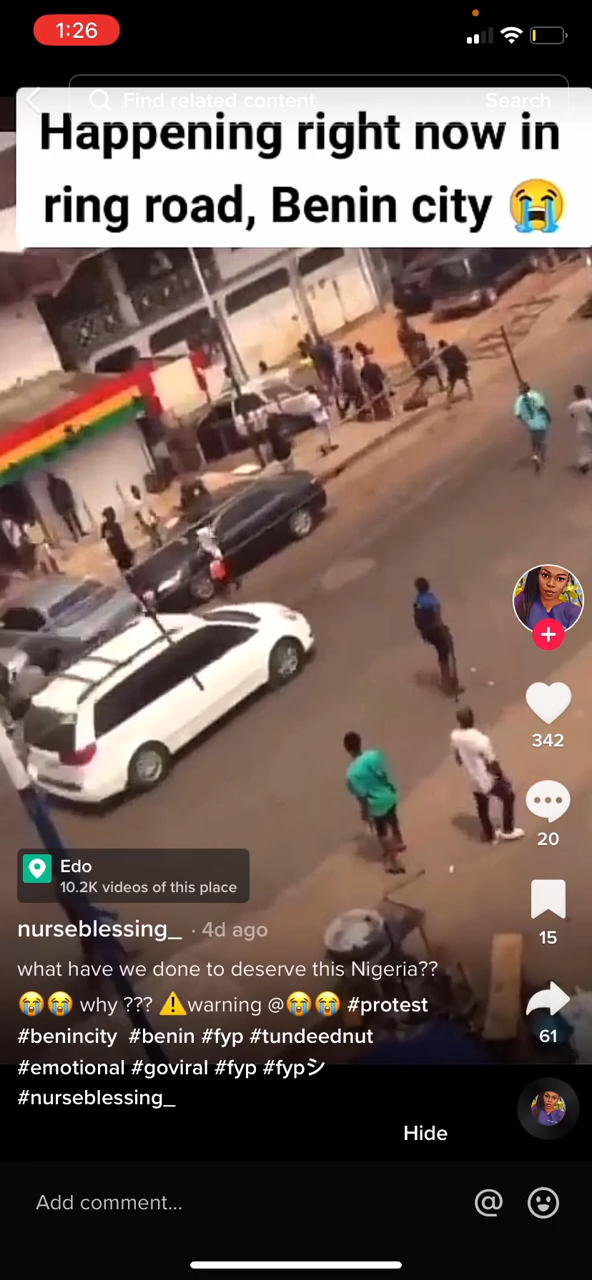 1:26
Find related content
Search
Happening right now in
ring road, Benin city 😭
342
20
15
61
Edo
10.2K videos of this place
nurseblessing_ · 4d ago
what have we done to deserve this Nigeria??
😭😭 why ??? ⚠️warning @😭😭 #protest
#benincity #benin #fyp #tundeednut
#emotional #goviral #fyp #fypシ
#nurseblessing_
Hide
Add comment...